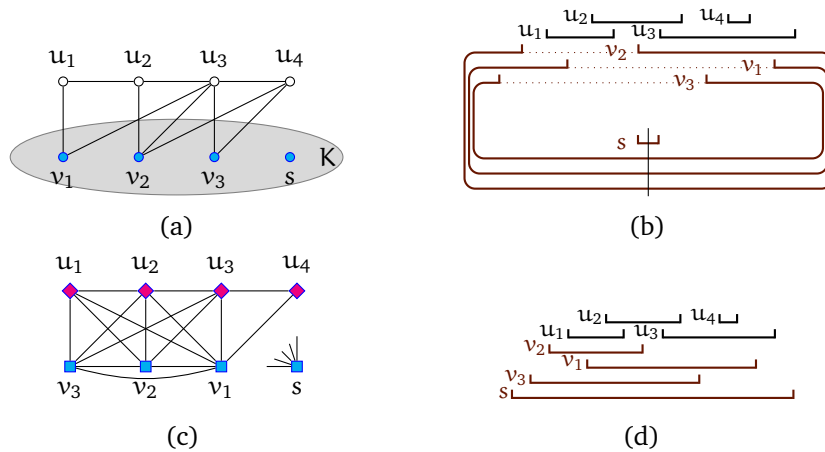 u₁ u₂ u₃ u₄
K
v₁ v₂ v₃ s
(a)
u₂ u₄
u₁ u₃
v₂
v₁
v₃
s
(b)
u₁ u₂ u₃ u₄
v₃ v₂ v₁ s
(c)
u₂ u₄
u₁ u₃
v₂
v₁
v₃
s
(d)